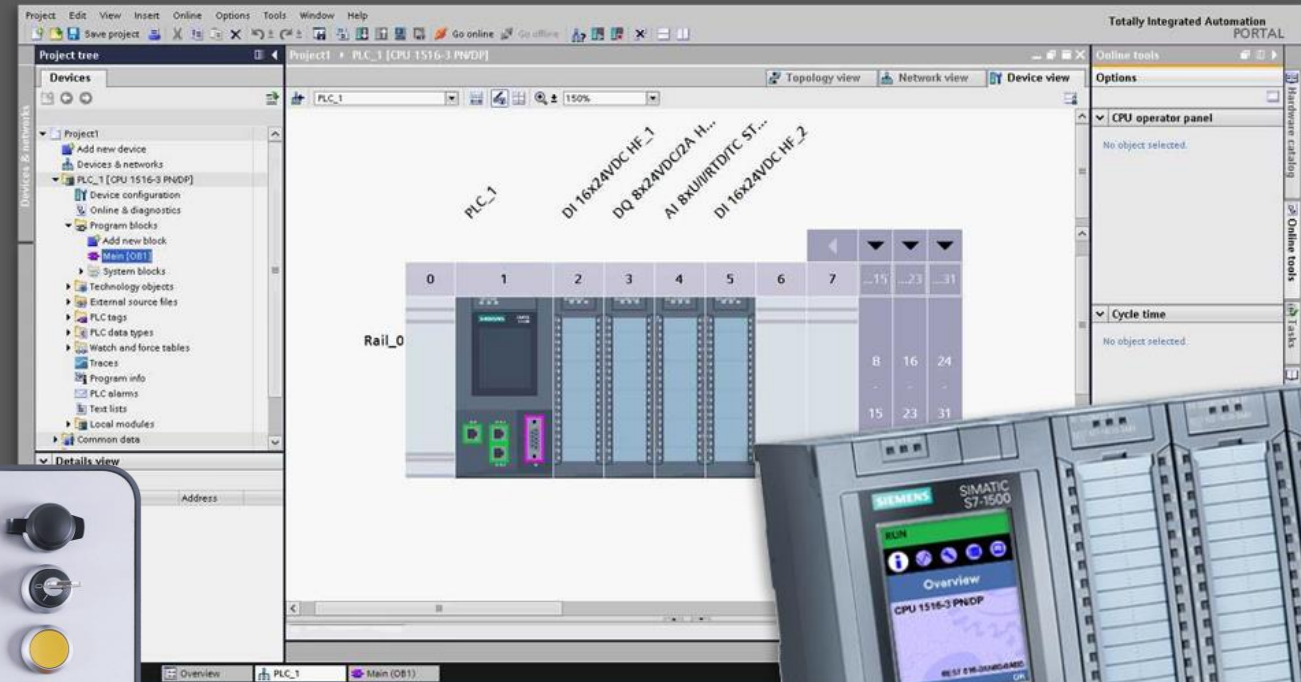 Project Edit View Insert Online Options Tools Window Help
Totally Integrated Automation
PORTAL
Save project
Go online
Go offline
Project tree
Project1 PLC_1 [CPU 1516-3 PN/DP]
Online tools
Devices
Topology view
Network view
Device view
Options
PLC_1
150%
CPU operator panel
No object selected.
Devices & networks
Project1
Add new device
Devices & networks
PLC_1 [CPU 1516-3 PN/DP]
Device configuration
Online & diagnostics
Program blocks
Add new block
Main [OB1]
System blocks
Technology objects
External source files
PLC tags
PLC data types
Watch and force tables
Traces
Program info
PLC alarms
Text lists
Local modules
Common data
Details view
Address
PLC_1
DI 16x24VDC HF_1
DQ 8x24VDC/2A H...
AI 8xU/I/RTD/TC ST...
DI 16x24VDC HF_2
0 1 2 3 4 5 6 7 ...15 ...23 ...31
Rail_0
8 16 24
- - -
15 23 31
SIEMENS
Cycle time
No object selected.
Hardware catalog
Online tools
Tasks
SIEMENS
SIMATIC
S7-1500
RUN
Overview
CPU 1516-3 PN/DP
OK
Overview
PLC_1
Main (OB1)